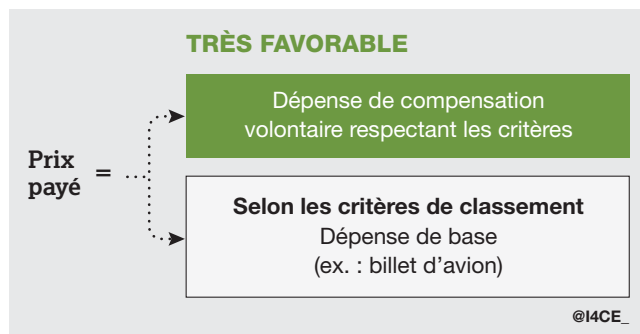 TRÈS FAVORABLE
Dépense de compensation
volontaire respectant les critères
Prix
payé =
Selon les critères de classement
Dépense de base
(ex. : billet d’avion)
@I4CE_